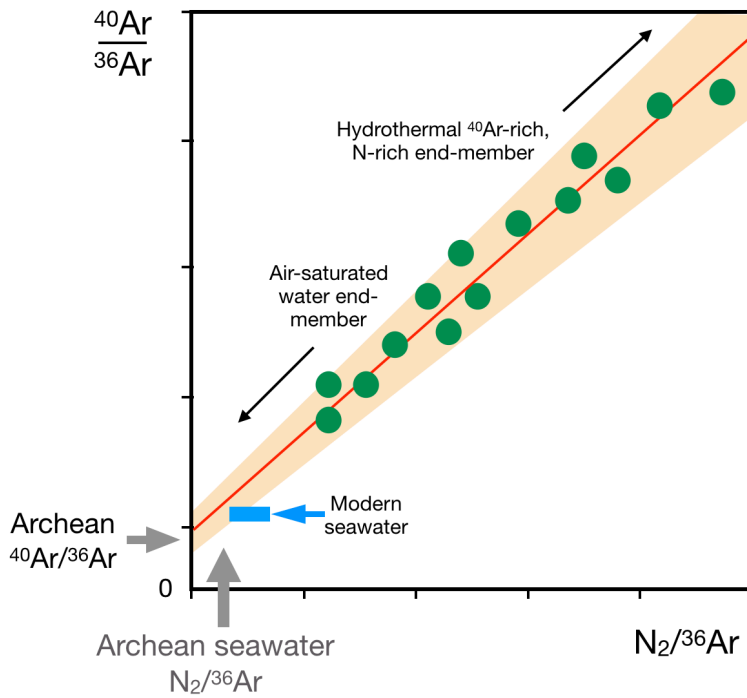 ⁴⁰Ar
³⁶Ar
Hydrothermal ⁴⁰Ar-rich,
N-rich end-member
Air-saturated
water end-
member
Modern
seawater
Archean
⁴⁰Ar/³⁶Ar
0
Archean seawater
N₂/³⁶Ar
N₂/³⁶Ar